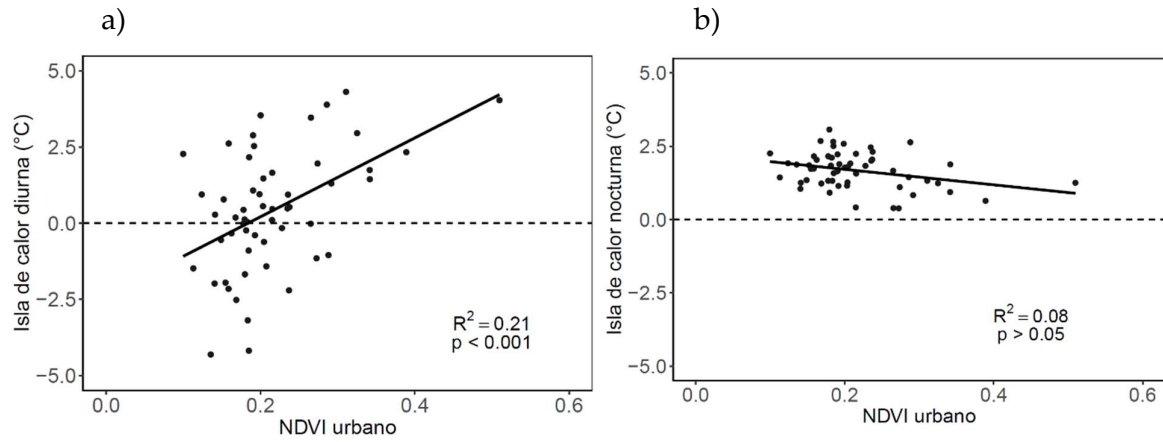 a)
5.0
2.5
0.0
−2.5
−5.0
Isla de calor diurna (°C)
R² = 0.21
p < 0.001
0.0 0.2 0.4 0.6
NDVI urbano
b)
5.0
2.5
0.0
−2.5
−5.0
Isla de calor nocturna (°C)
R² = 0.08
p > 0.05
0.0 0.2 0.4 0.6
NDVI urbano